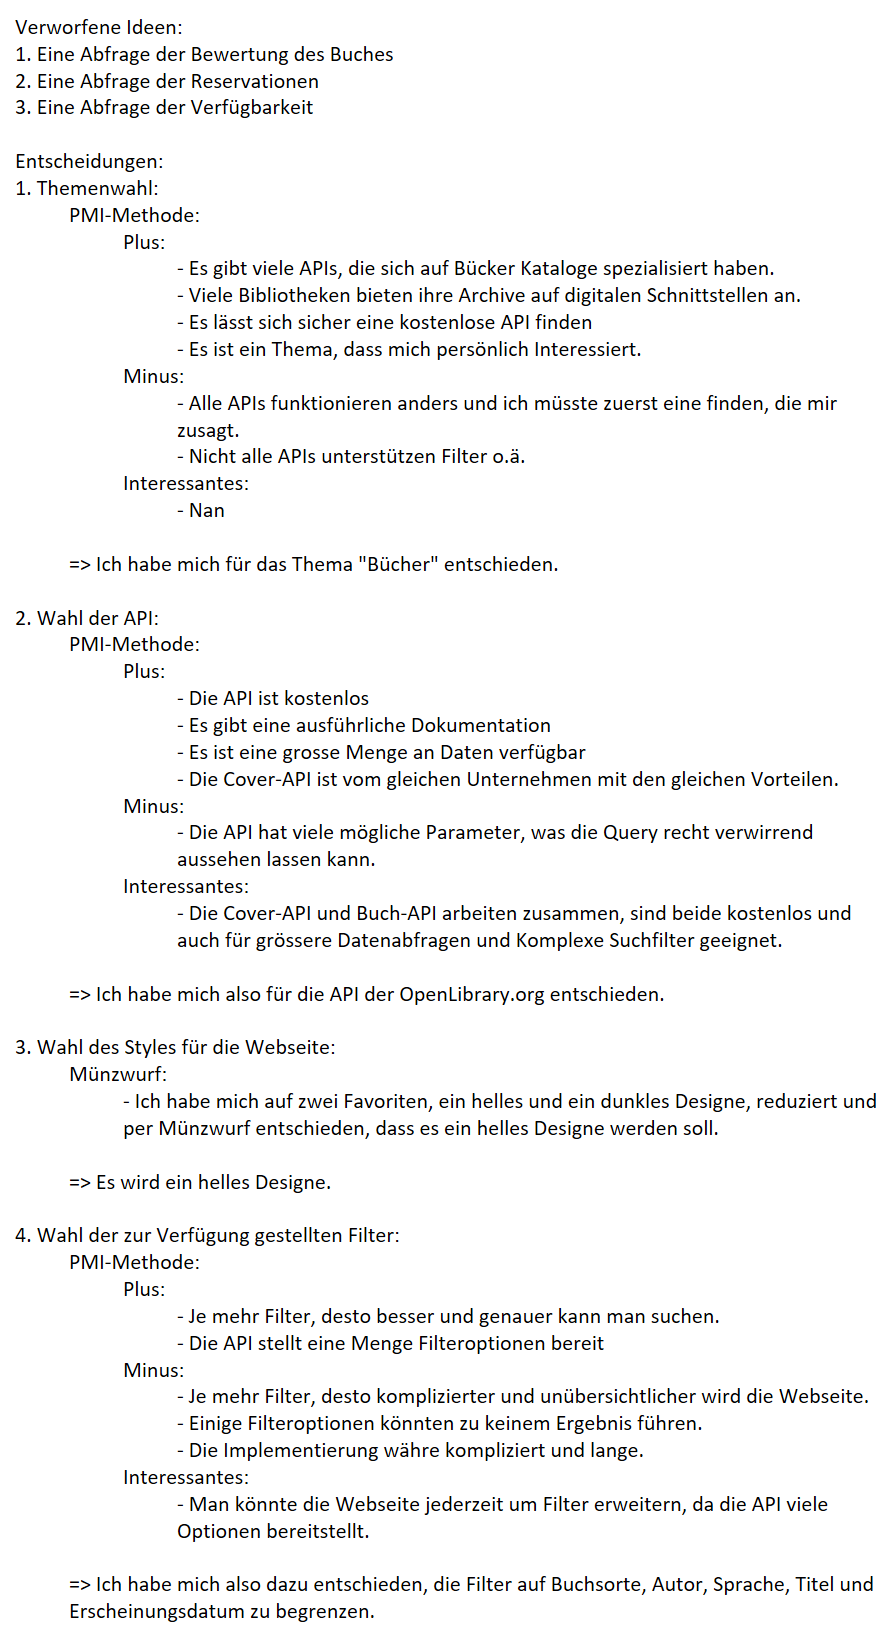 Verworfene Ideen:
1. Eine Abfrage der Bewertung des Buches
2. Eine Abfrage der Reservationen
3. Eine Abfrage der Verfügbarkeit
Entscheidungen:
1. Themenwahl:
PMI-Methode:
Plus:
- Es gibt viele APIs, die sich auf Bücker Kataloge spezialisiert haben.
- Viele Bibliotheken bieten ihre Archive auf digitalen Schnittstellen an.
- Es lässt sich sicher eine kostenlose API finden
- Es ist ein Thema, dass mich persönlich Interessiert.
Minus:
- Alle APIs funktionieren anders und ich müsste zuerst eine finden, die mir
zusagt.
- Nicht alle APIs unterstützen Filter o.ä.
Interessantes:
- Nan
=> Ich habe mich für das Thema "Bücher" entschieden.
2. Wahl der API:
PMI-Methode:
Plus:
- Die API ist kostenlos
- Es gibt eine ausführliche Dokumentation
- Es ist eine grosse Menge an Daten verfügbar
- Die Cover-API ist vom gleichen Unternehmen mit den gleichen Vorteilen.
Minus:
- Die API hat viele mögliche Parameter, was die Query recht verwirrend
aussehen lassen kann.
Interessantes:
- Die Cover-API und Buch-API arbeiten zusammen, sind beide kostenlos und
auch für grössere Datenabfragen und Komplexe Suchfilter geeignet.
=> Ich habe mich also für die API der OpenLibrary.org entschieden.
3. Wahl des Styles für die Webseite:
Münzwurf:
- Ich habe mich auf zwei Favoriten, ein helles und ein dunkles Designe, reduziert und
per Münzwurf entschieden, dass es ein helles Designe werden soll.
=> Es wird ein helles Designe.
4. Wahl der zur Verfügung gestellten Filter:
PMI-Methode:
Plus:
- Je mehr Filter, desto besser und genauer kann man suchen.
- Die API stellt eine Menge Filteroptionen bereit
Minus:
- Je mehr Filter, desto komplizierter und unübersichtlicher wird die Webseite.
- Einige Filteroptionen könnten zu keinem Ergebnis führen.
- Die Implementierung währe kompliziert und lange.
Interessantes:
- Man könnte die Webseite jederzeit um Filter erweitern, da die API viele
Optionen bereitstellt.
=> Ich habe mich also dazu entschieden, die Filter auf Buchsorte, Autor, Sprache, Titel und
Erscheinungsdatum zu begrenzen.